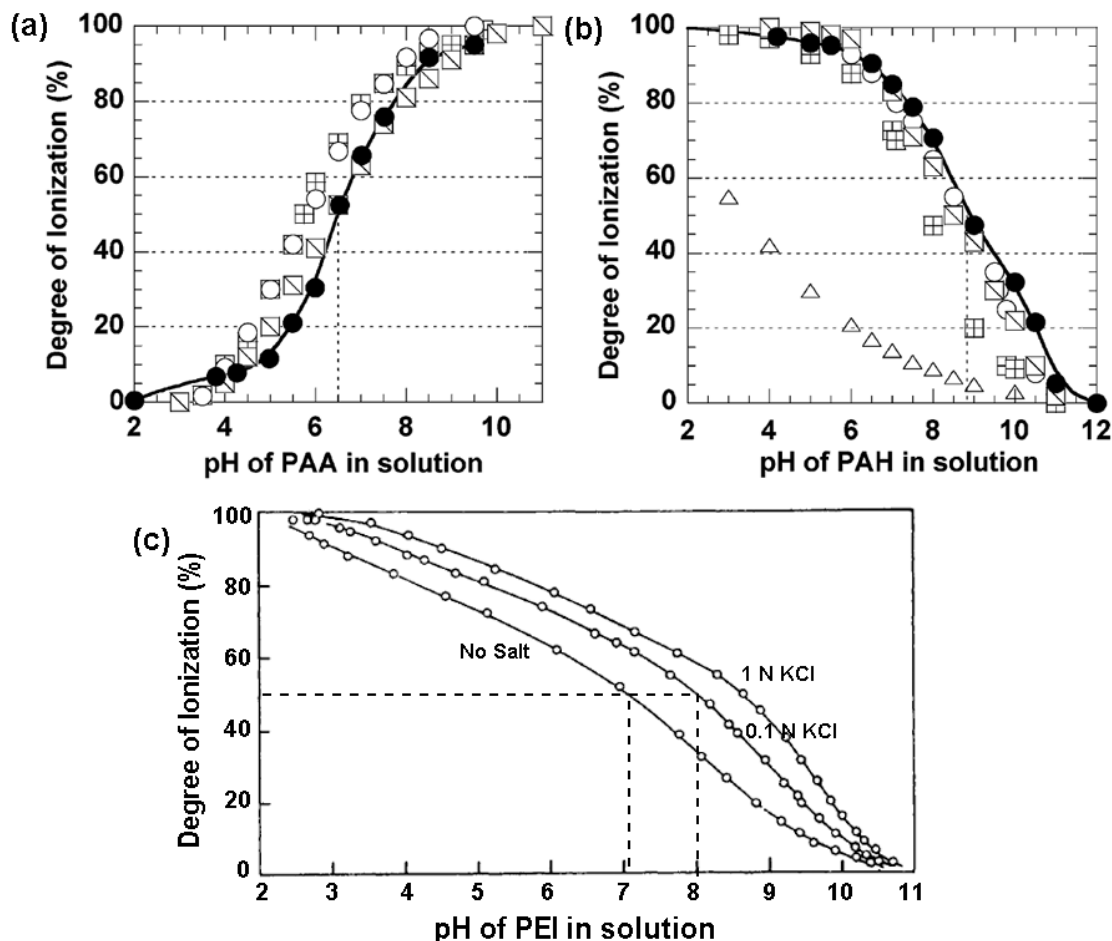 (a)
Degree of Ionization (%)
100
80
60
40
20
0
2 4 6 8 10
pH of PAA in solution
(b)
Degree of Ionization (%)
100
80
60
40
20
0
2 4 6 8 10 12
pH of PAH in solution
(c)
Degree of Ionization (%)
100
80
60
40
20
0
No Salt
1 N KCl
0.1 N KCl
2 3 4 5 6 7 8 9 10 11
pH of PEI in solution